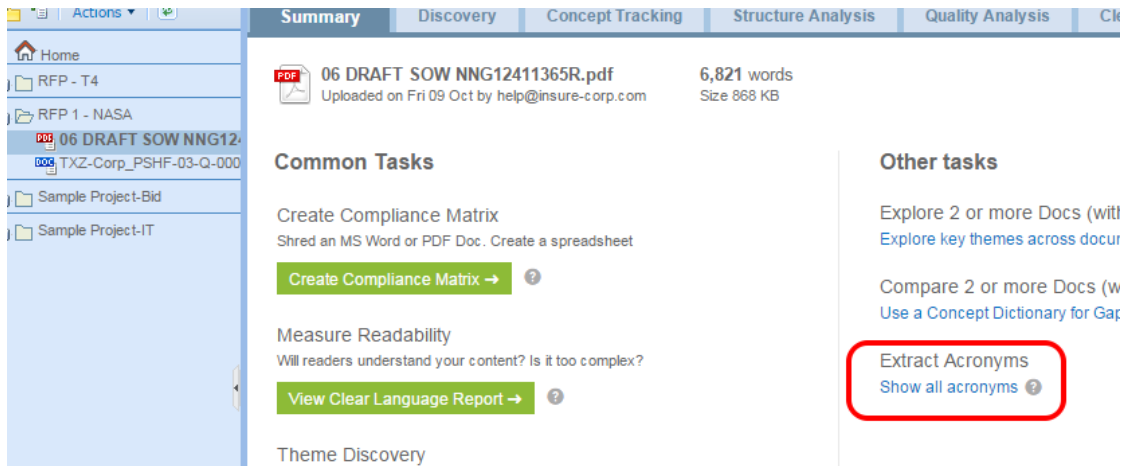 Actions
Summary
Discovery
Concept Tracking
Structure Analysis
Quality Analysis
Home
RFP - T4
RFP 1 - NASA
PDF 06 DRAFT SOW NNG124
DOC TXZ-Corp_PSHF-03-Q-000
Sample Project-Bid
Sample Project-IT
PDF 06 DRAFT SOW NNG12411365R.pdf 6,821 words
Uploaded on Fri 09 Oct by help@insure-corp.com Size 868 KB
Common Tasks
Create Compliance Matrix
Shred an MS Word or PDF Doc. Create a spreadsheet
Create Compliance Matrix → ?
Measure Readability
Will readers understand your content? Is it too complex?
View Clear Language Report → ?
Theme Discovery
Other tasks
Explore 2 or more Docs (with
Explore key themes across docum
Compare 2 or more Docs (w
Use a Concept Dictionary for Gap
Extract Acronyms
Show all acronyms ?